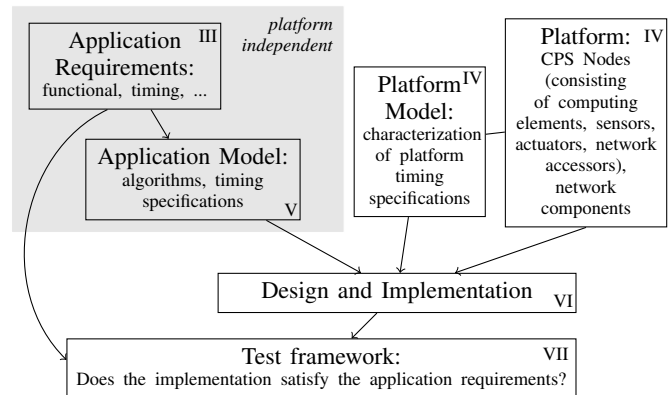 Application III
Requirements:
functional, timing, ...
platform
independent
Application Model:
algorithms, timing
specifications
V
Platform IV
Model:
characterization
of platform
timing
specifications
Platform: IV
CPS Nodes
(consisting
of computing
elements, sensors,
actuators, network
accessors),
network
components
Design and Implementation
VI
Test framework: VII
Does the implementation satisfy the application requirements?